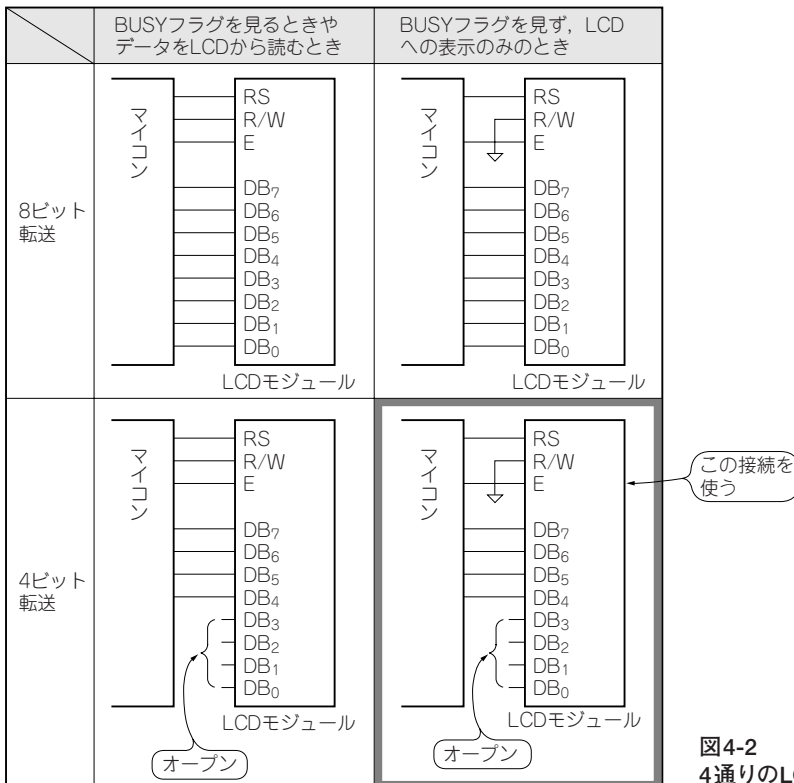 BUSYフラグを見るときや
データをLCDから読むとき
BUSYフラグを見ず，LCD
への表示のみのとき
8ビット
転送
マイコン
RS
R/W
E
DB7
DB6
DB5
DB4
DB3
DB2
DB1
DB0
LCDモジュール
マイコン
RS
R/W
E
DB7
DB6
DB5
DB4
DB3
DB2
DB1
DB0
LCDモジュール
4ビット
転送
マイコン
RS
R/W
E
DB7
DB6
DB5
DB4
DB3
DB2
DB1
DB0
LCDモジュール
オープン
マイコン
RS
R/W
E
DB7
DB6
DB5
DB4
DB3
DB2
DB1
DB0
LCDモジュール
オープン
この接続を
使う
図4-2
4通りのL